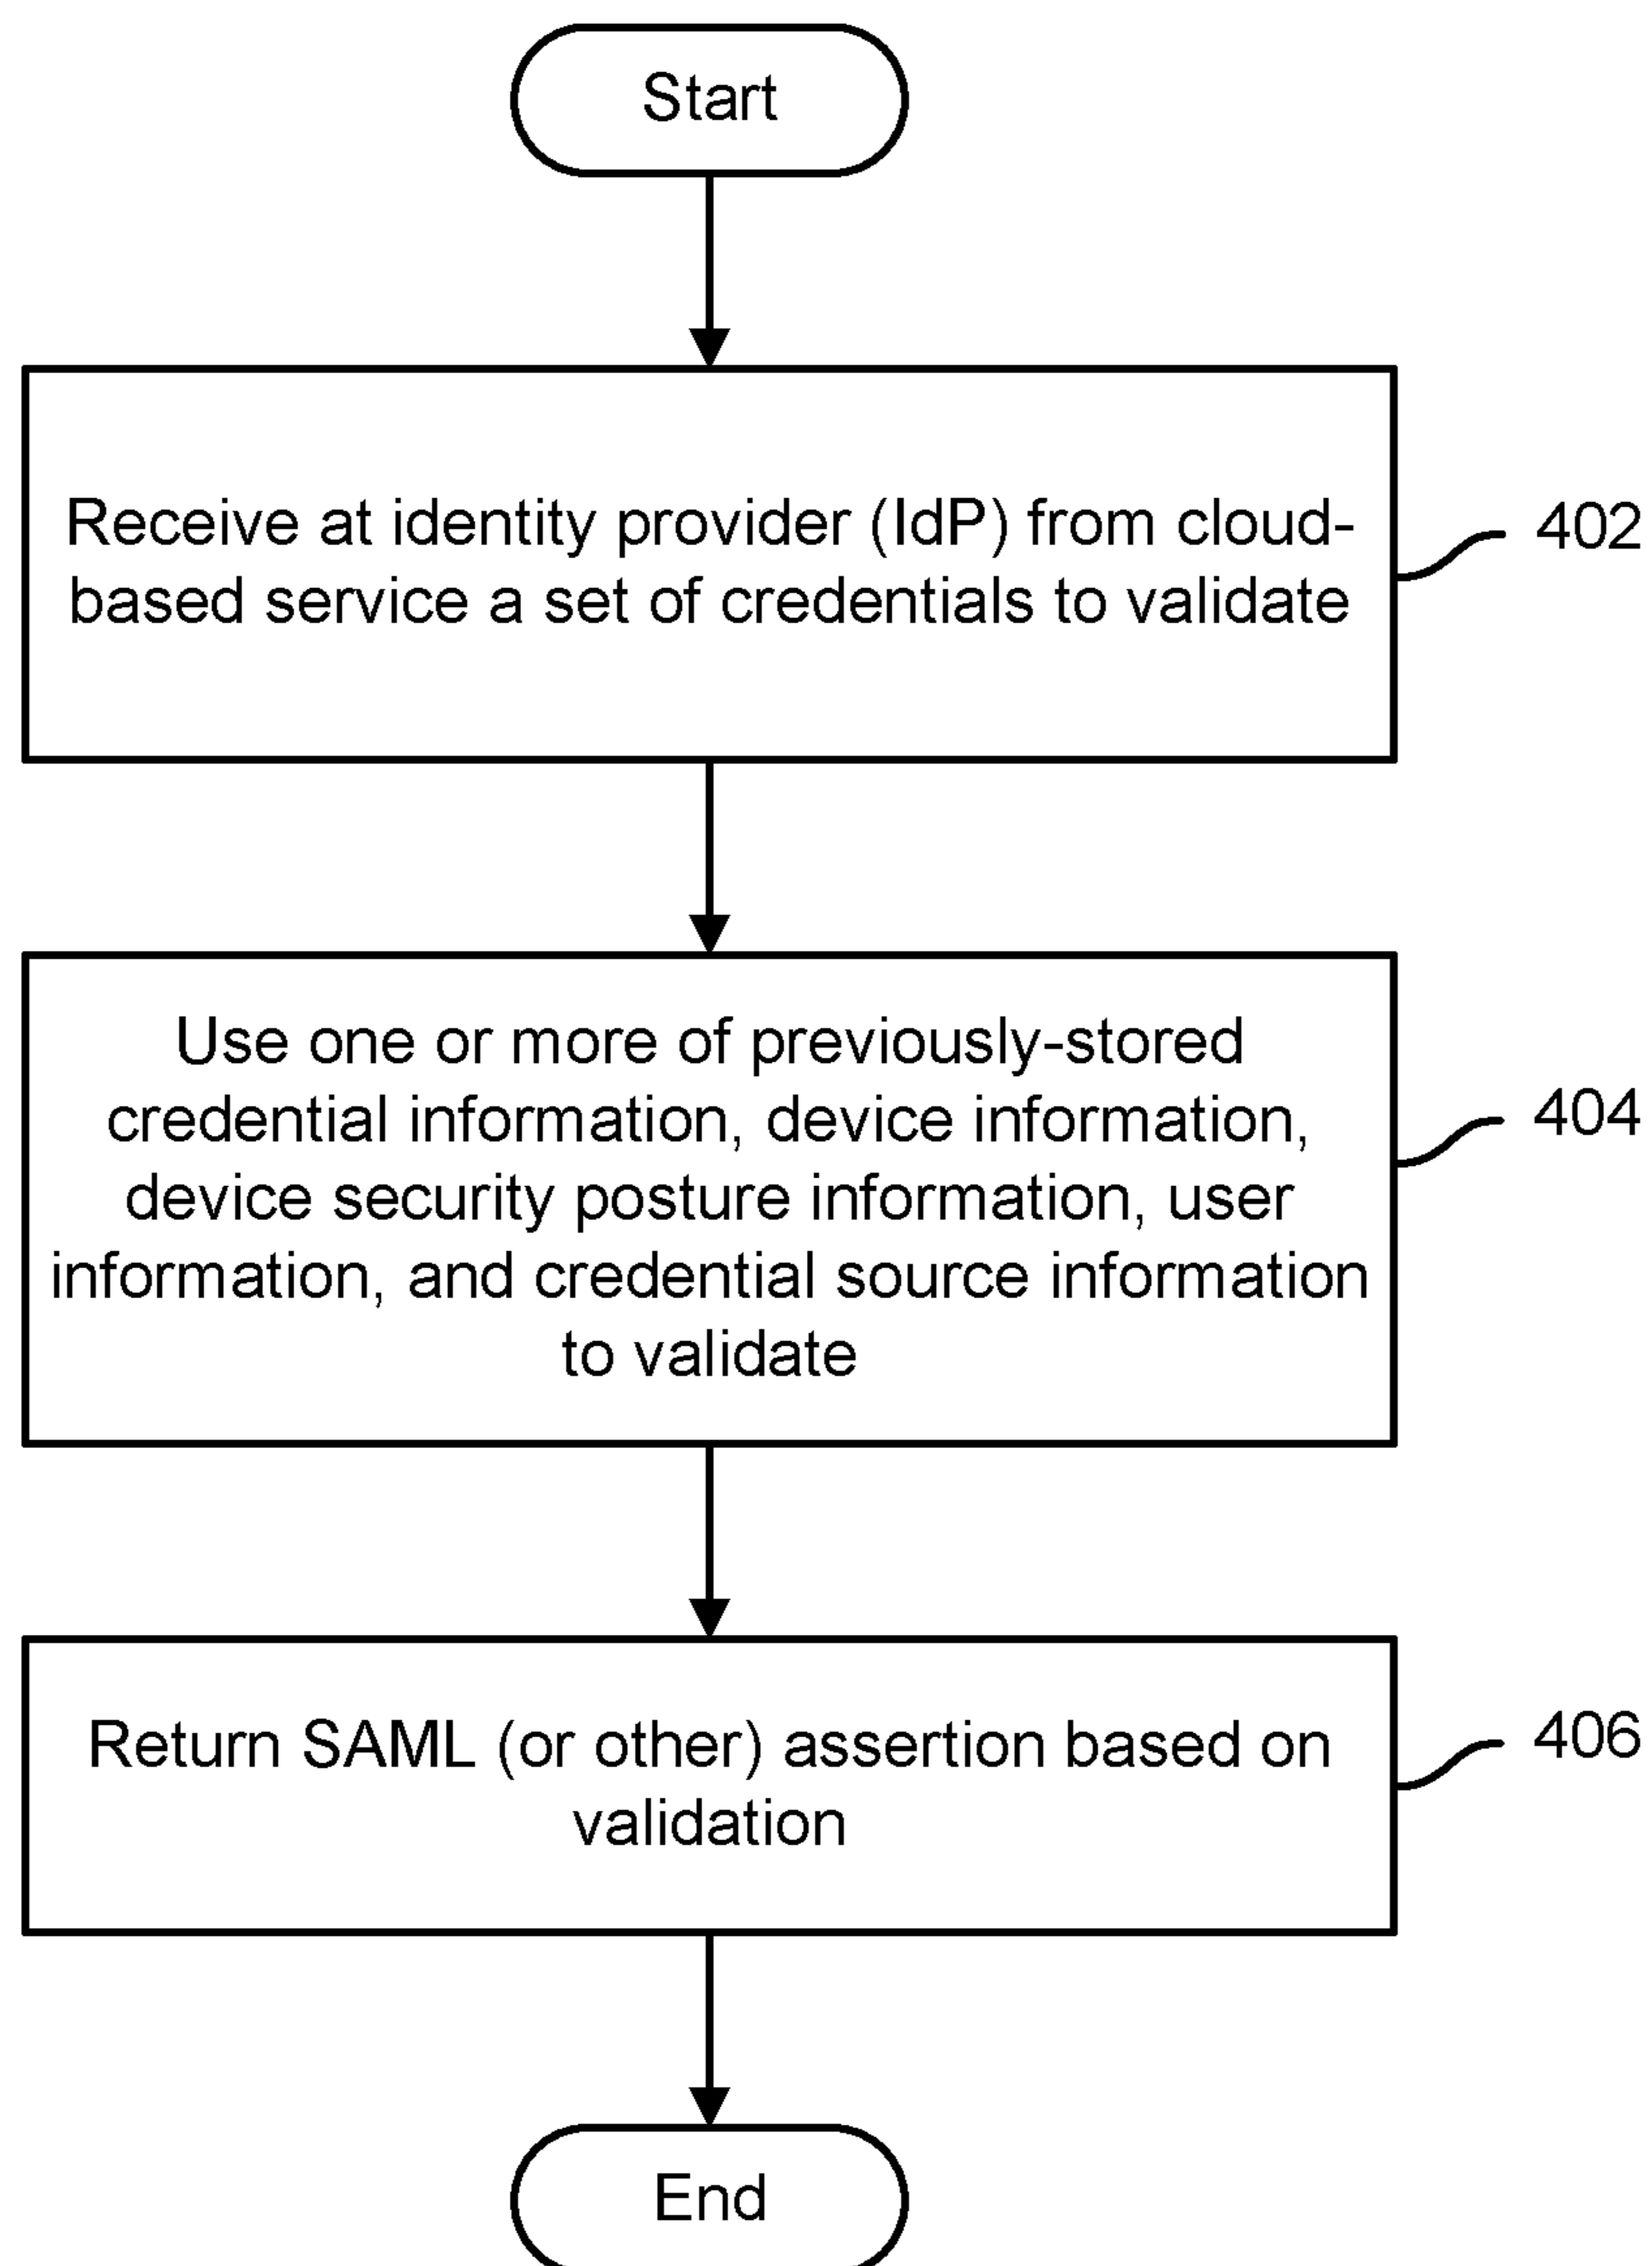 Start
Receive at identity provider (IdP) from cloud-
based service a set of credentials to validate
402
Use one or more of previously-stored
credential information, device information,
device security posture information, user
information, and credential source information
to validate
404
Return SAML (or other) assertion based on
validation
406
End